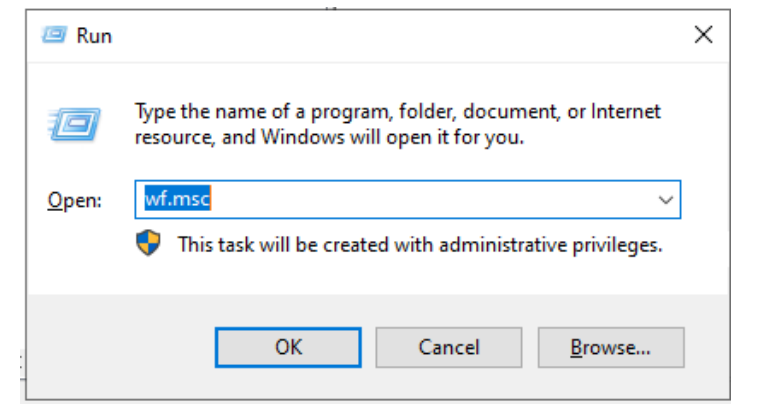 Run
Type the name of a program, folder, document, or Internet
resource, and Windows will open it for you.
Open: wf.msc
This task will be created with administrative privileges.
OK Cancel Browse...